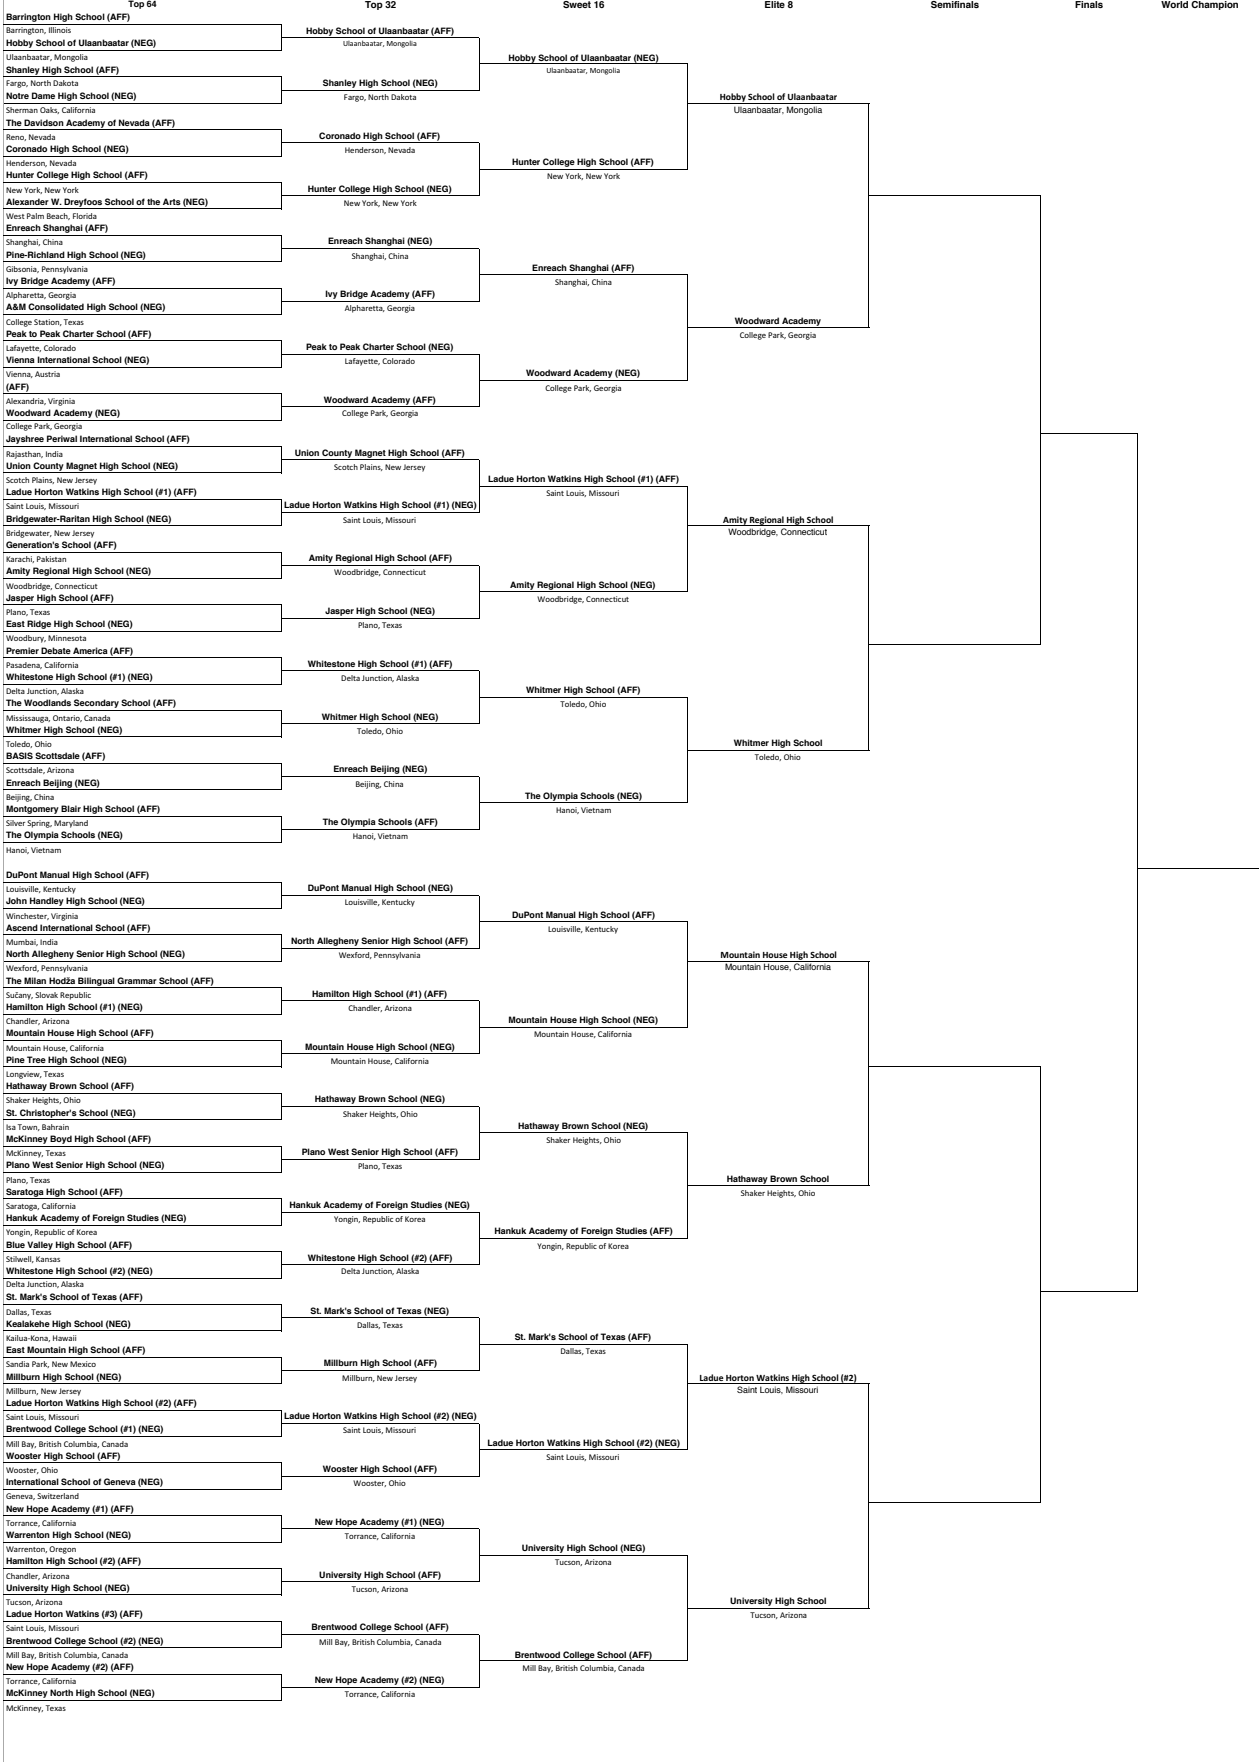 Top 64
Top 32
Sweet 16
Elite 8
Semifinals
Finals
World Champion
Barrington High School (AFF)
Barrington, Illinois
Hobby School of Ulaanbaatar (NEG)
Ulaanbaatar, Mongolia
Shanley High School (AFF)
Fargo, North Dakota
Notre Dame High School (NEG)
Sherman Oaks, California
The Davidson Academy of Nevada (AFF)
Reno, Nevada
Coronado High School (NEG)
Henderson, Nevada
Hunter College High School (AFF)
New York, New York
Alexander W. Dreyfoos School of the Arts (NEG)
West Palm Beach, Florida
Enreach Shanghai (AFF)
Shanghai, China
Pine-Richland High School (NEG)
Gibsonia, Pennsylvania
Ivy Bridge Academy (AFF)
Alpharetta, Georgia
A&M Consolidated High School (NEG)
College Station, Texas
Peak to Peak Charter School (AFF)
Lafayette, Colorado
Vienna International School (NEG)
Vienna, Austria
(AFF)
Alexandria, Virginia
Woodward Academy (NEG)
College Park, Georgia
Jayshree Periwal International School (AFF)
Rajasthan, India
Union County Magnet High School (NEG)
Scotch Plains, New Jersey
Ladue Horton Watkins High School (#1) (AFF)
Saint Louis, Missouri
Bridgewater-Raritan High School (NEG)
Bridgewater, New Jersey
Generation's School (AFF)
Karachi, Pakistan
Amity Regional High School (NEG)
Woodbridge, Connecticut
Jasper High School (AFF)
Plano, Texas
East Ridge High School (NEG)
Woodbury, Minnesota
Premier Debate America (AFF)
Pasadena, California
Whitestone High School (#1) (NEG)
Delta Junction, Alaska
The Woodlands Secondary School (AFF)
Mississauga, Ontario, Canada
Whitmer High School (NEG)
Toledo, Ohio
BASIS Scottsdale (AFF)
Scottsdale, Arizona
Enreach Beijing (NEG)
Beijing, China
Montgomery Blair High School (AFF)
Silver Spring, Maryland
The Olympia Schools (NEG)
Hanoi, Vietnam
DuPont Manual High School (AFF)
Louisville, Kentucky
John Handley High School (NEG)
Winchester, Virginia
Ascend International School (AFF)
Mumbai, India
North Allegheny Senior High School (NEG)
Wexford, Pennsylvania
The Milan Hodža Bilingual Grammar School (AFF)
Sučany, Slovak Republic
Hamilton High School (#1) (NEG)
Chandler, Arizona
Mountain House High School (AFF)
Mountain House, California
Pine Tree High School (NEG)
Longview, Texas
Hathaway Brown School (AFF)
Shaker Heights, Ohio
St. Christopher's School (NEG)
Isa Town, Bahrain
McKinney Boyd High School (AFF)
McKinney, Texas
Plano West Senior High School (NEG)
Plano, Texas
Saratoga High School (AFF)
Saratoga, California
Hankuk Academy of Foreign Studies (NEG)
Yongin, Republic of Korea
Blue Valley High School (AFF)
Stilwell, Kansas
Whitestone High School (#2) (NEG)
Delta Junction, Alaska
St. Mark's School of Texas (AFF)
Dallas, Texas
Kealakehe High School (NEG)
Kailua-Kona, Hawaii
East Mountain High School (AFF)
Sandia Park, New Mexico
Millburn High School (NEG)
Millburn, New Jersey
Ladue Horton Watkins High School (#2) (AFF)
Saint Louis, Missouri
Brentwood College School (#1) (NEG)
Mill Bay, British Columbia, Canada
Wooster High School (AFF)
Wooster, Ohio
International School of Geneva (NEG)
Geneva, Switzerland
New Hope Academy (#1) (AFF)
Torrance, California
Warrenton High School (NEG)
Warrenton, Oregon
Hamilton High School (#2) (AFF)
Chandler, Arizona
University High School (NEG)
Tucson, Arizona
Ladue Horton Watkins (#3) (AFF)
Saint Louis, Missouri
Brentwood College School (#2) (NEG)
Mill Bay, British Columbia, Canada
New Hope Academy (#2) (AFF)
Torrance, California
McKinney North High School (NEG)
McKinney, Texas
Hobby School of Ulaanbaatar (AFF)
Ulaanbaatar, Mongolia
Shanley High School (NEG)
Fargo, North Dakota
Coronado High School (AFF)
Henderson, Nevada
Hunter College High School (NEG)
New York, New York
Enreach Shanghai (NEG)
Shanghai, China
Ivy Bridge Academy (AFF)
Alpharetta, Georgia
Peak to Peak Charter School (NEG)
Lafayette, Colorado
Woodward Academy (AFF)
College Park, Georgia
Union County Magnet High School (AFF)
Scotch Plains, New Jersey
Ladue Horton Watkins High School (#1) (NEG)
Saint Louis, Missouri
Amity Regional High School (AFF)
Woodbridge, Connecticut
Jasper High School (NEG)
Plano, Texas
Whitestone High School (#1) (AFF)
Delta Junction, Alaska
Whitmer High School (NEG)
Toledo, Ohio
Enreach Beijing (NEG)
Beijing, China
The Olympia Schools (AFF)
Hanoi, Vietnam
DuPont Manual High School (NEG)
Louisville, Kentucky
North Allegheny Senior High School (AFF)
Wexford, Pennsylvania
Hamilton High School (#1) (AFF)
Chandler, Arizona
Mountain House High School (NEG)
Mountain House, California
Hathaway Brown School (NEG)
Shaker Heights, Ohio
Plano West Senior High School (AFF)
Plano, Texas
Hankuk Academy of Foreign Studies (NEG)
Yongin, Republic of Korea
Whitestone High School (#2) (AFF)
Delta Junction, Alaska
St. Mark's School of Texas (NEG)
Dallas, Texas
Millburn High School (AFF)
Millburn, New Jersey
Ladue Horton Watkins High School (#2) (NEG)
Saint Louis, Missouri
Wooster High School (AFF)
Wooster, Ohio
New Hope Academy (#1) (NEG)
Torrance, California
University High School (AFF)
Tucson, Arizona
Brentwood College School (AFF)
Mill Bay, British Columbia, Canada
New Hope Academy (#2) (NEG)
Torrance, California
Hobby School of Ulaanbaatar (NEG)
Ulaanbaatar, Mongolia
Hunter College High School (AFF)
New York, New York
Enreach Shanghai (AFF)
Shanghai, China
Woodward Academy (NEG)
College Park, Georgia
Ladue Horton Watkins High School (#1) (AFF)
Saint Louis, Missouri
Amity Regional High School (NEG)
Woodbridge, Connecticut
Whitmer High School (AFF)
Toledo, Ohio
The Olympia Schools (NEG)
Hanoi, Vietnam
DuPont Manual High School (AFF)
Louisville, Kentucky
Mountain House High School (NEG)
Mountain House, California
Hathaway Brown School (NEG)
Shaker Heights, Ohio
Hankuk Academy of Foreign Studies (AFF)
Yongin, Republic of Korea
St. Mark's School of Texas (AFF)
Dallas, Texas
Ladue Horton Watkins High School (#2) (NEG)
Saint Louis, Missouri
University High School (NEG)
Tucson, Arizona
Brentwood College School (AFF)
Mill Bay, British Columbia, Canada
Hobby School of Ulaanbaatar
Ulaanbaatar, Mongolia
Woodward Academy
College Park, Georgia
Amity Regional High School
Woodbridge, Connecticut
Whitmer High School
Toledo, Ohio
Mountain House High School
Mountain House, California
Hathaway Brown School
Shaker Heights, Ohio
Ladue Horton Watkins High School (#2)
Saint Louis, Missouri
University High School
Tucson, Arizona